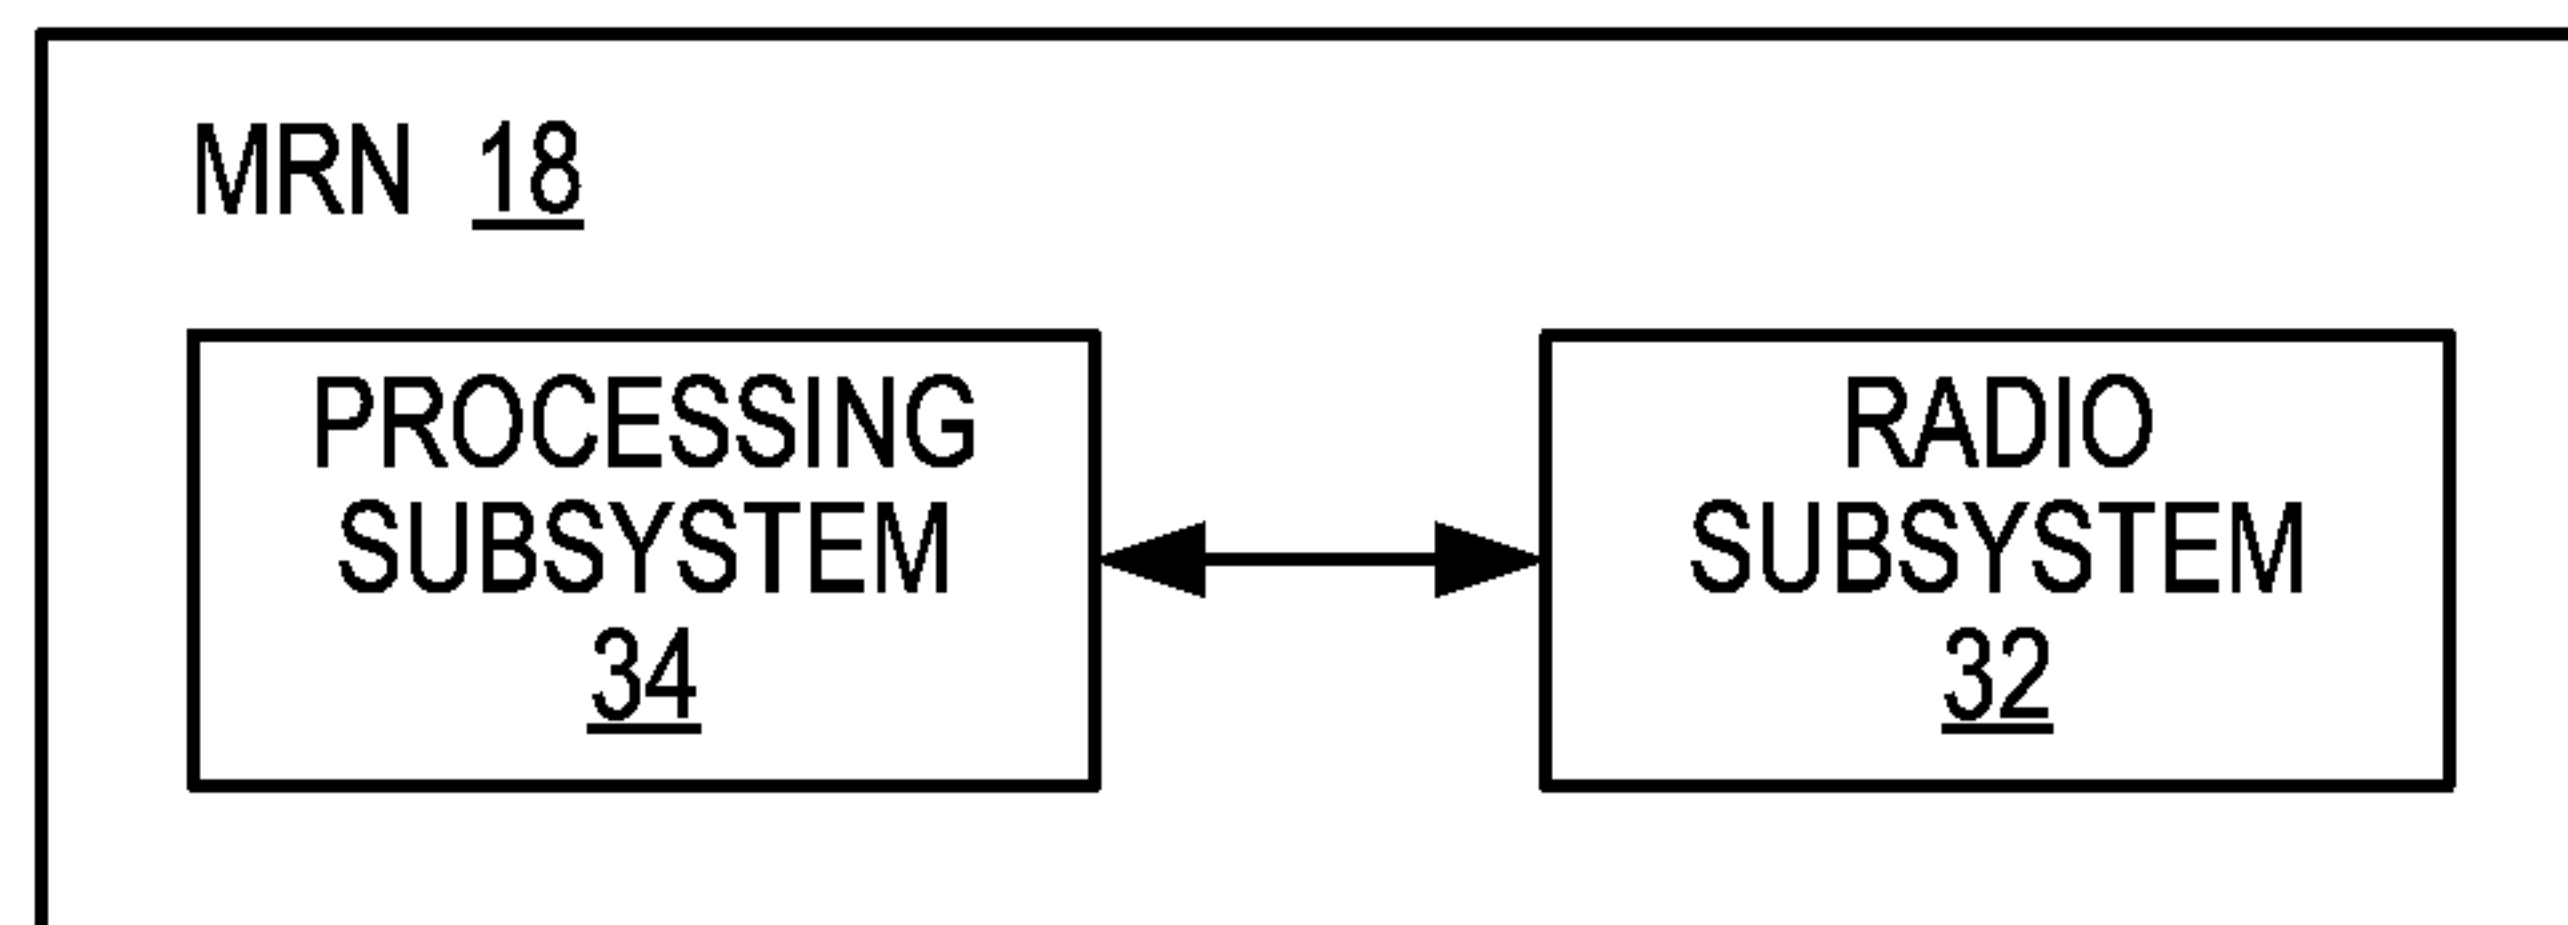 MRN 18
PROCESSING
SUBSYSTEM
34
RADIO
SUBSYSTEM
32